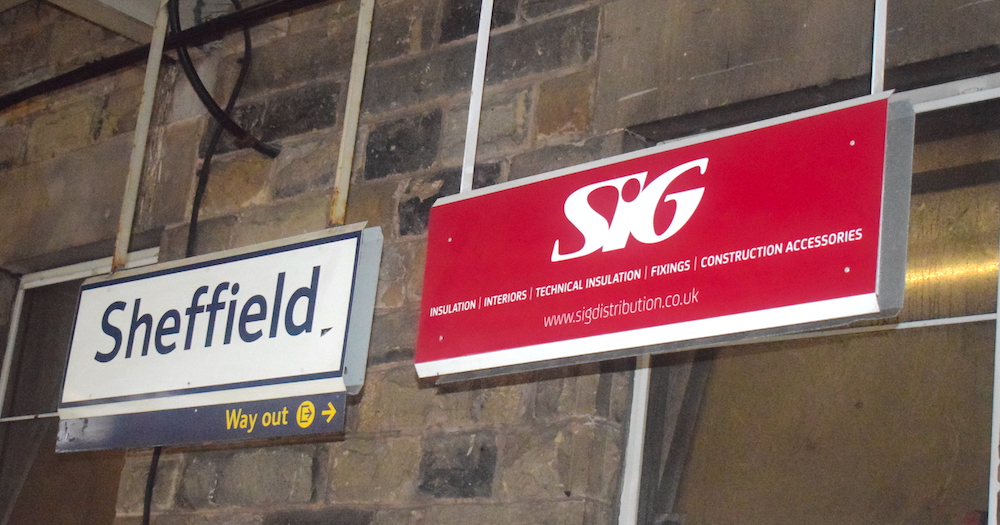 Sheffield
Way out
SIG
INSULATION | INTERIORS | TECHNICAL INSULATION | FIXINGS | CONSTRUCTION ACCESSORIES
www.sigdistribution.co.uk